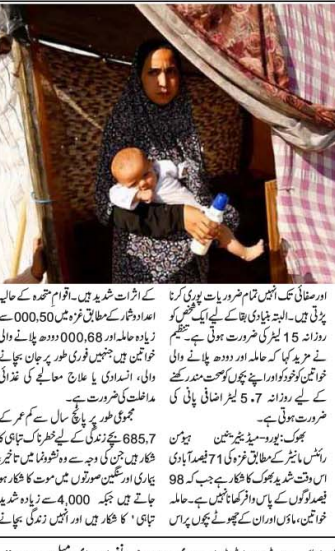 اور صفائی تک انہیں تمام ضروریات پوری کرنا
پڑتی ہیں۔ البتہ بنیادی بقا کے لیے ایک شخص کو
روزانہ 15 لیٹر کی ضرورت ہوتی ہے۔ تنظیم
نے مزید کہا کہ حاملہ اور دودھ پلانے والی
خواتین کو خود کو اور اپنے بچوں کو صحت مند رکھنے
کے لیے روزانہ 7.5 لیٹر اضافی پانی کی
ضرورت ہوتی ہے۔
بھوک: یورو-میڈیٹیرینین ہیومن
رائٹس مانیٹر کے مطابق غزہ کی 71 فیصد آبادی
اس وقت شدید بھوک کا شکار ہے جب کہ 98
فیصد لوگوں کے پاس وافر کھانا نہیں ہے۔ حاملہ
خواتین، ماؤں اور ان کے چھوٹے بچوں پر اس
کے اثرات شدید ہیں۔ اقوام متحدہ کے حالیہ
اعداد و شمار کے مطابق غزہ میں 000,50 سے
زیادہ حاملہ اور 000,68 دودھ پلانے والی
خواتین ہیں جنہیں فوری طور پر جان بچانے
والی، انسدادی یا علاج معالجے کی غذائی
مداخلت کی ضرورت ہے۔
مجموعی طور پر پانچ سال سے کم عمر کے
685,7 بچے زندگی کے لیے خطرناک تباہی کا
شکار ہیں جن کی وجہ سے وہ نشوونما میں تاخیر،
بیماری اور سنگین صورتوں میں موت کا شکار ہو
جاتے ہیں جبکہ 4,000 سے زیادہ شدید
تباہی' کا شکار ہیں اور انہیں زندگی بچانے